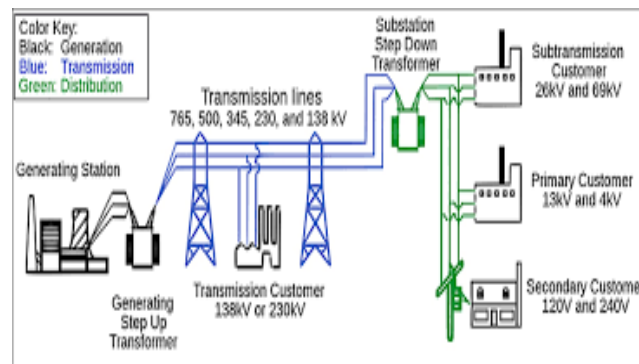 Color Key:
Black: Generation
Blue: Transmission
Green: Distribution
Substation
Step Down
Transformer
Subtransmission
Customer
26kV and 69kV
Transmission lines
765, 500, 345, 230, and 138 kV
Generating Station
Primary Customer
13kV and 4kV
Transmission Customer
138kV or 230kV
Generating
Step Up
Transformer
Secondary Custome
120V and 240V